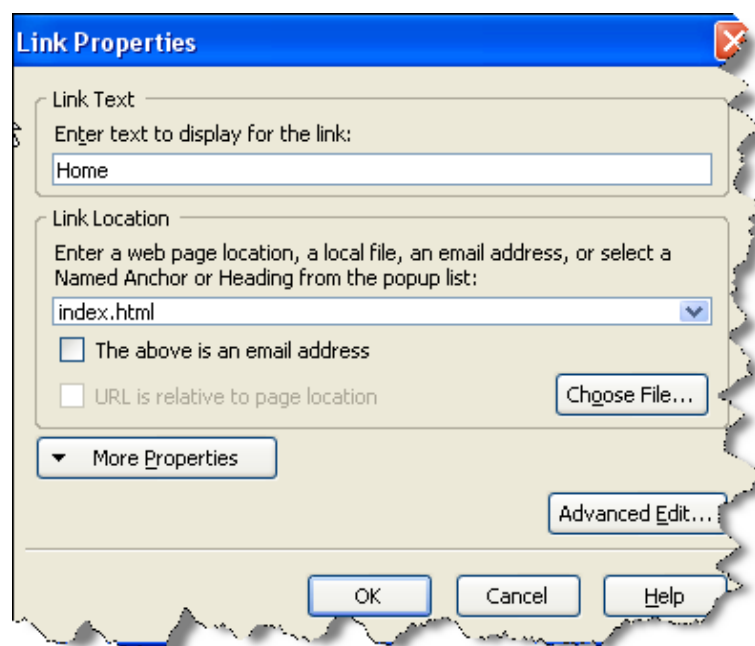 Link Properties
Link Text
Enter text to display for the link:
Home
Link Location
Enter a web page location, a local file, an email address, or select a
Named Anchor or Heading from the popup list:
index.html
The above is an email address
URL is relative to page location
Choose File...
More Properties
Advanced Edit...
OK Cancel Help